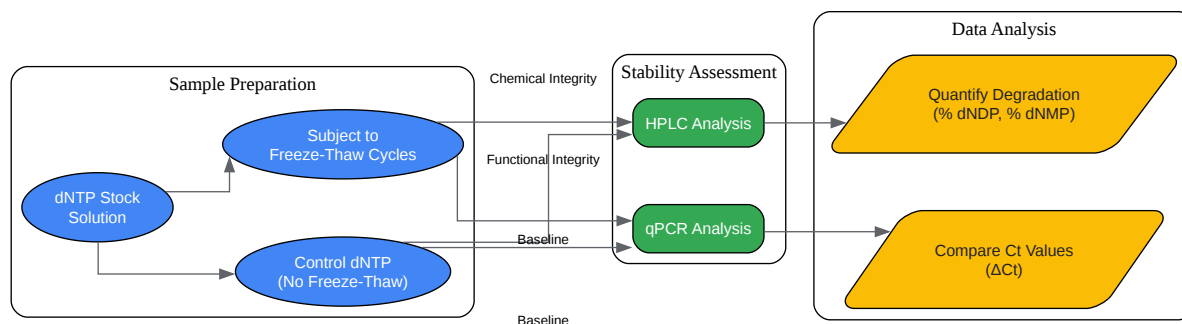 Sample Preparation
dNTP Stock
Solution
Subject to
Freeze-Thaw Cycles
Control dNTP
(No Freeze-Thaw)
Chemical Integrity
Functional Integrity
Baseline
Baseline
Stability Assessment
HPLC Analysis
qPCR Analysis
Data Analysis
Quantify Degradation
(% dNDP, % dNMP)
Compare Ct Values
(ΔCt)